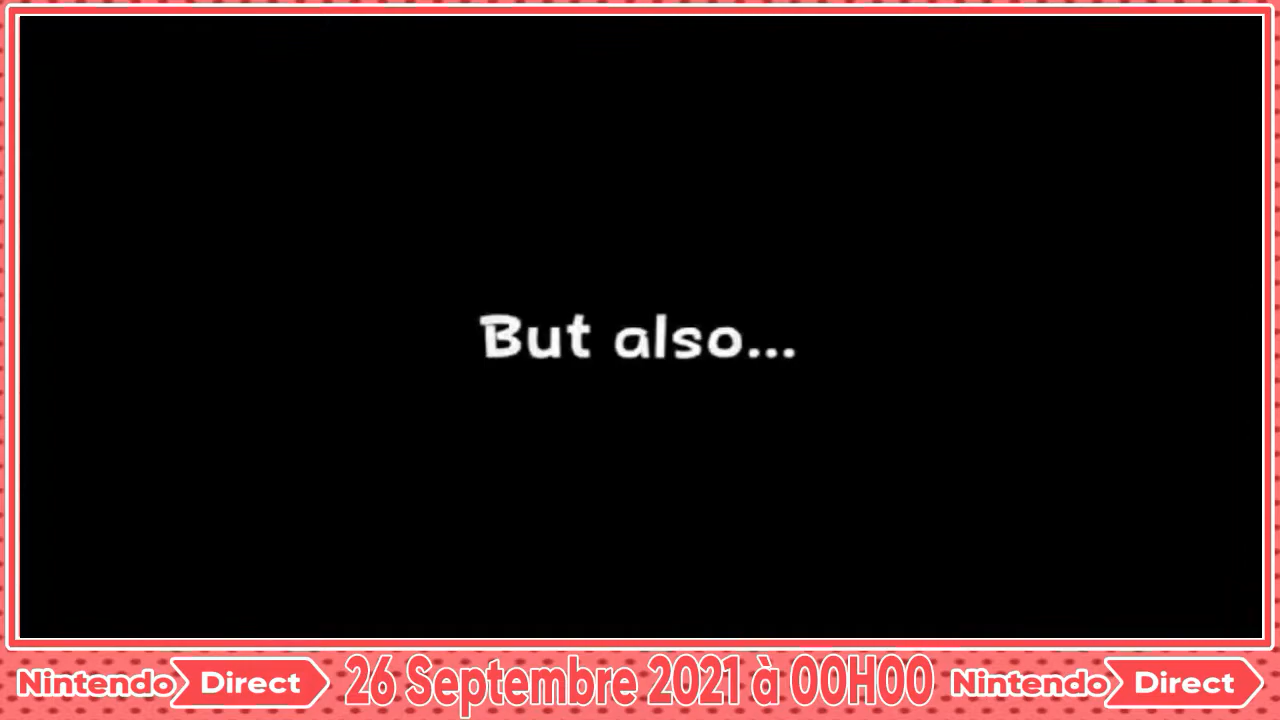 But also...
Nintendo Direct 26 Septembre 2021 à 00H00 Nintendo Direct